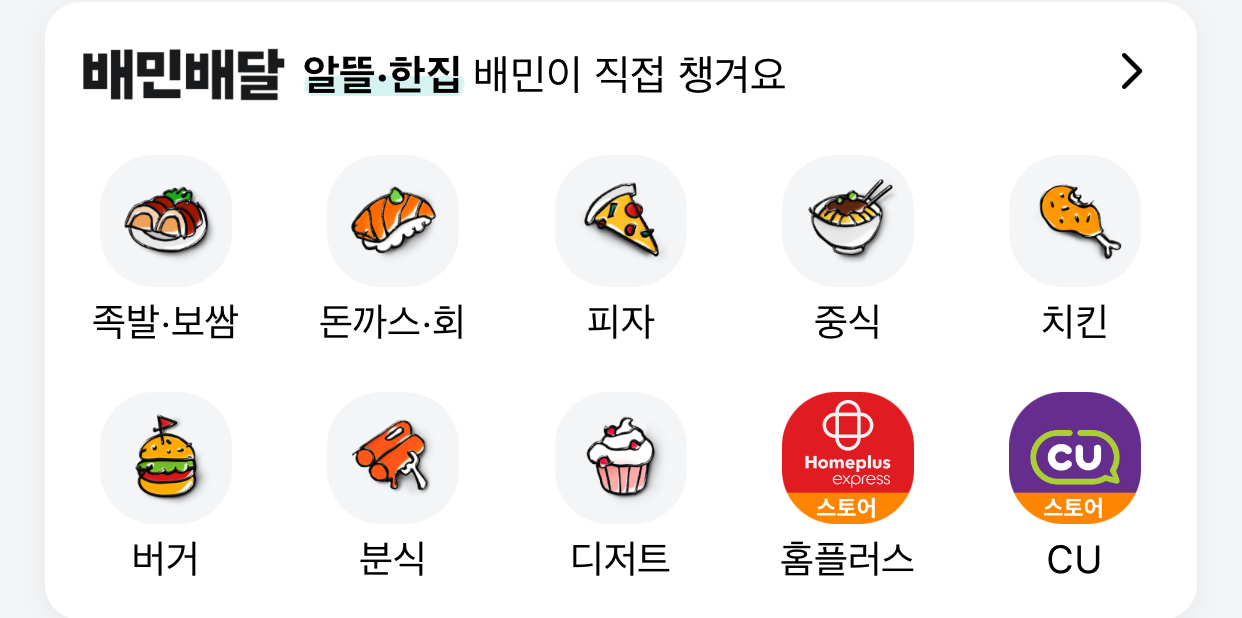 배민배달 알뜰·한집 배민이 직접 챙겨요
족발·보쌈 돈까스·회 피자 중식 치킨
Homeplus
express
스토어
CU
스토어
버거 분식 디저트 홈플러스 CU